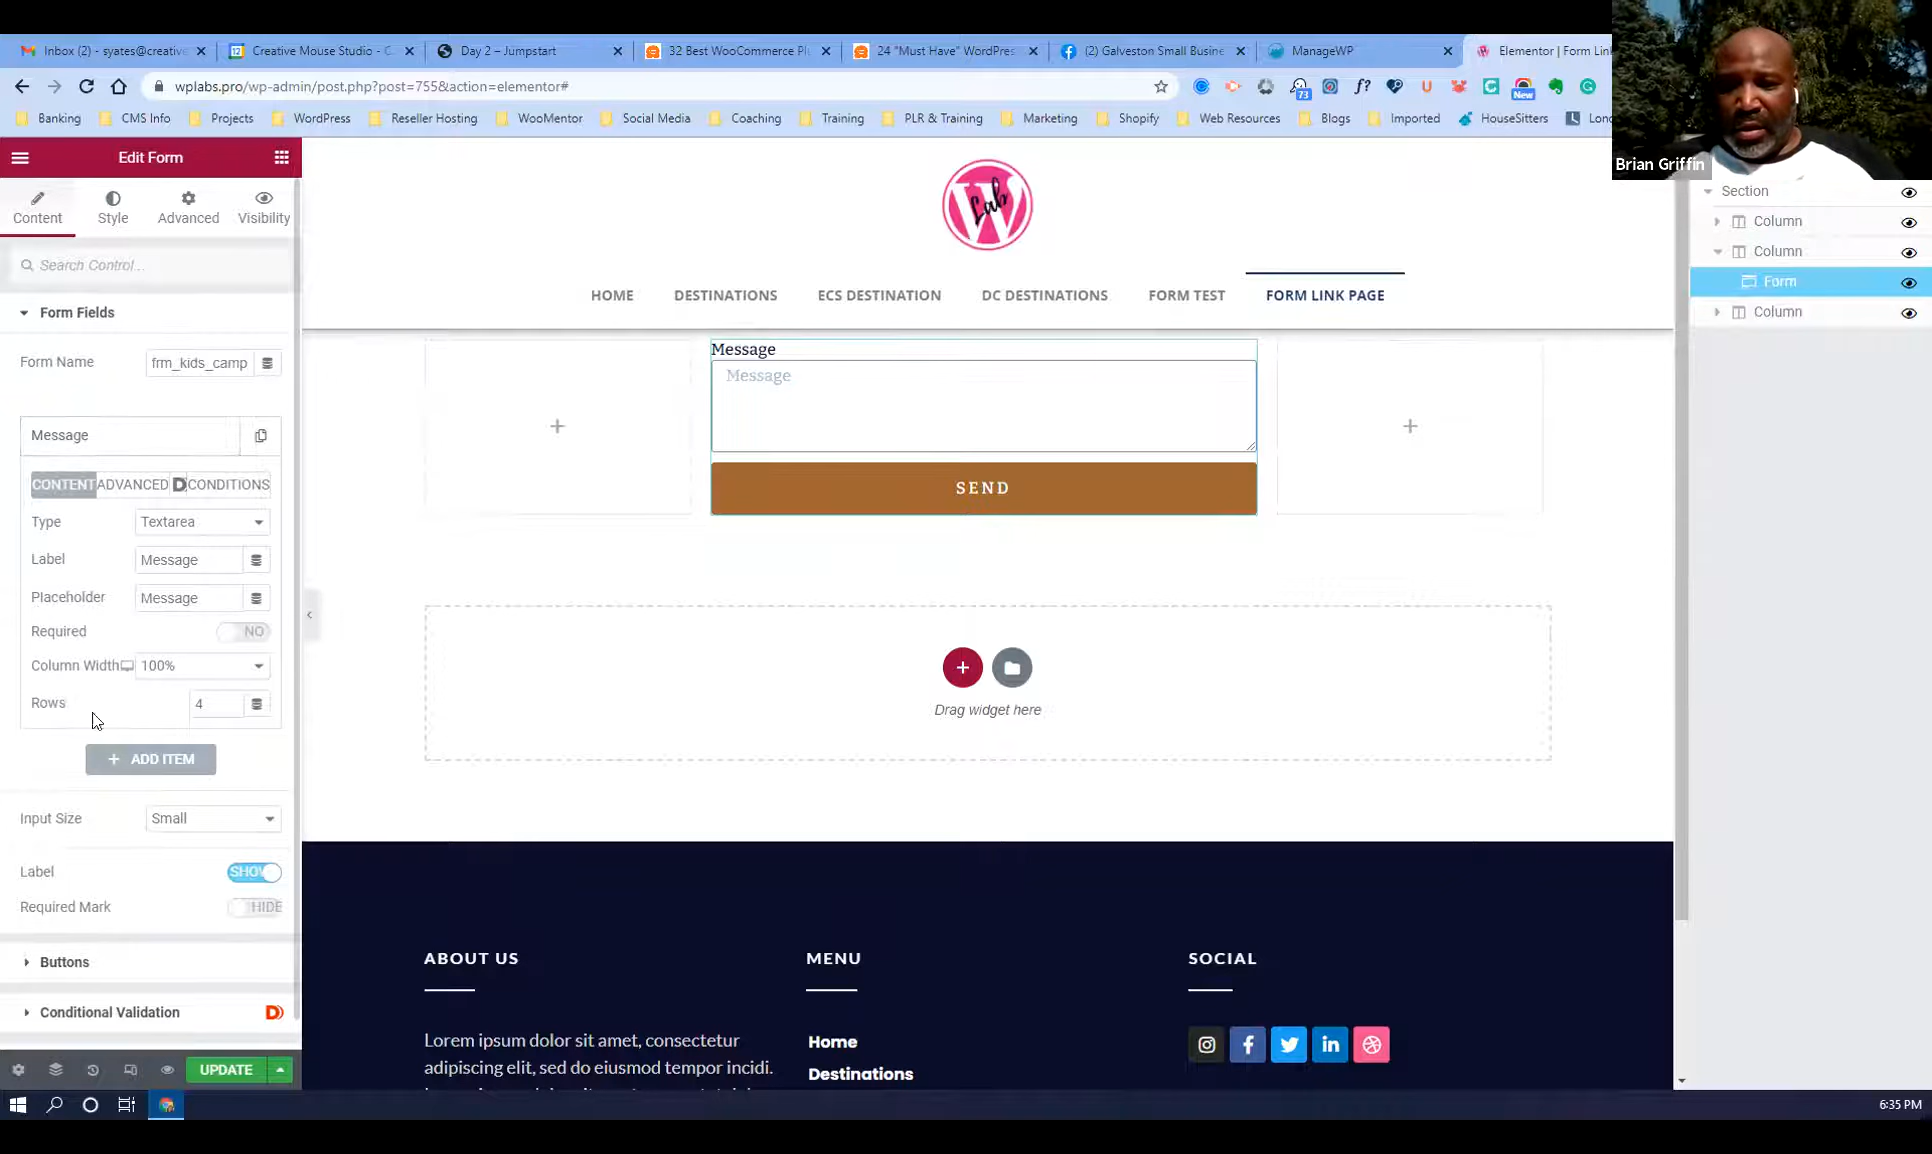 Inbox (2) - syates@creative
Creative Mouse Studio - C
Day 2 – Jumpstart
32 Best WooCommerce Pl
24 "Must Have" WordPres
(2) Galveston Small Busine
ManageWP
Elementor | Form Lin
wplabs.pro/wp-admin/post.php?post=755&action=elementor#
73
f?
New
Banking
CMS Info
Projects
WordPress
Reseller Hosting
WooMentor
Social Media
Coaching
Training
PLR & Training
Marketing
Shopify
Web Resources
Blogs
Imported
HouseSitters
Brian Griffin
Edit Form
Content
Style
Advanced
Visibility
Search Control...
Form Fields
Form Name
frm_kids_camp
Message
CONTENT
ADVANCED
CONDITIONS
Type
Textarea
Label
Message
Placeholder
Message
Required
NO
Column Width
100%
Rows
4
+ ADD ITEM
Input Size
Small
Label
SHOW
Required Mark
HIDE
Buttons
Conditional Validation
UPDATE
W Lab
HOME
DESTINATIONS
ECS DESTINATION
DC DESTINATIONS
FORM TEST
FORM LINK PAGE
Message
Message
SEND
Drag widget here
ABOUT US
Lorem ipsum dolor sit amet, consectetur
adipiscing elit, sed do eiusmod tempor incidi.
MENU
Home
Destinations
SOCIAL
Section
Column
Column
Form
Column
6:35 PM